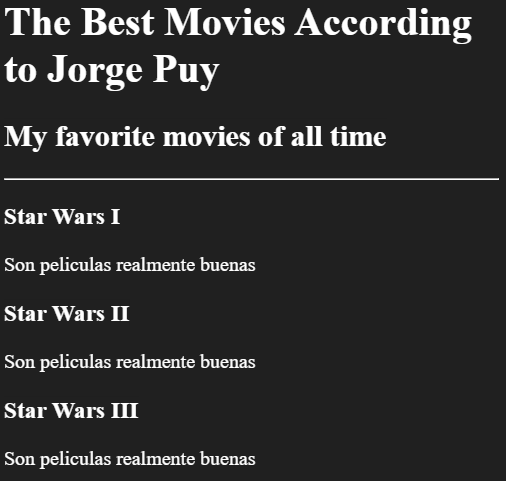 The Best Movies According
to Jorge Puy
My favorite movies of all time
Star Wars I
Son peliculas realmente buenas
Star Wars II
Son peliculas realmente buenas
Star Wars III
Son peliculas realmente buenas